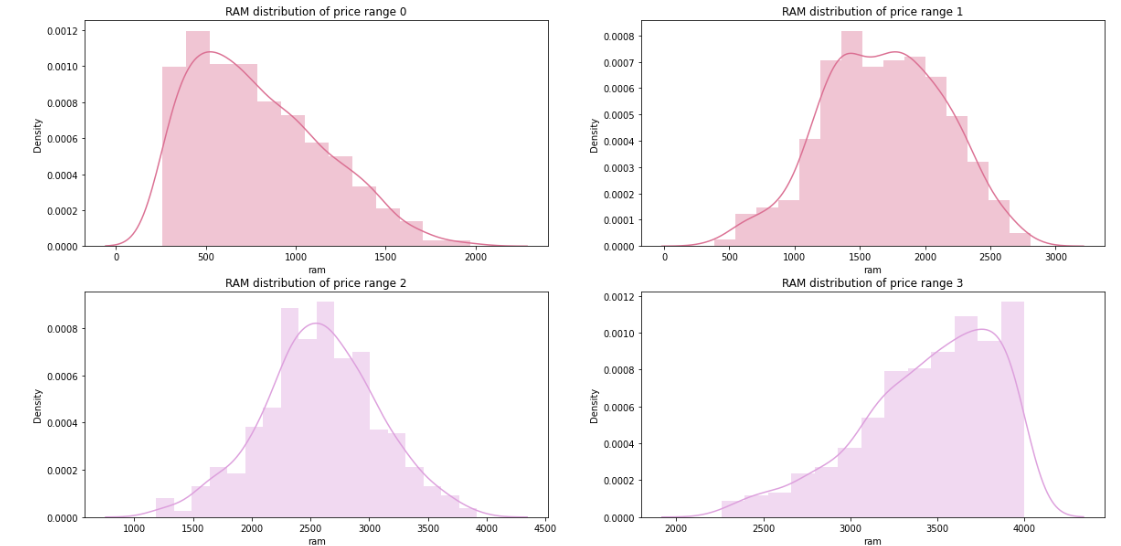 RAM distribution of price range 0
0.0012
0.0010
0.0008
0.0006
0.0004
0.0002
0.0000
Density
0 500 1000 1500 2000
ram
RAM distribution of price range 1
0.0008
0.0007
0.0006
0.0005
0.0004
0.0003
0.0002
0.0001
0.0000
Density
0 500 1000 1500 2000 2500 3000
ram
RAM distribution of price range 2
0.0008
0.0006
0.0004
0.0002
0.0000
Density
1000 1500 2000 2500 3000 3500 4000 4500
ram
RAM distribution of price range 3
0.0012
0.0010
0.0008
0.0006
0.0004
0.0002
0.0000
Density
2000 2500 3000 3500 4000
ram